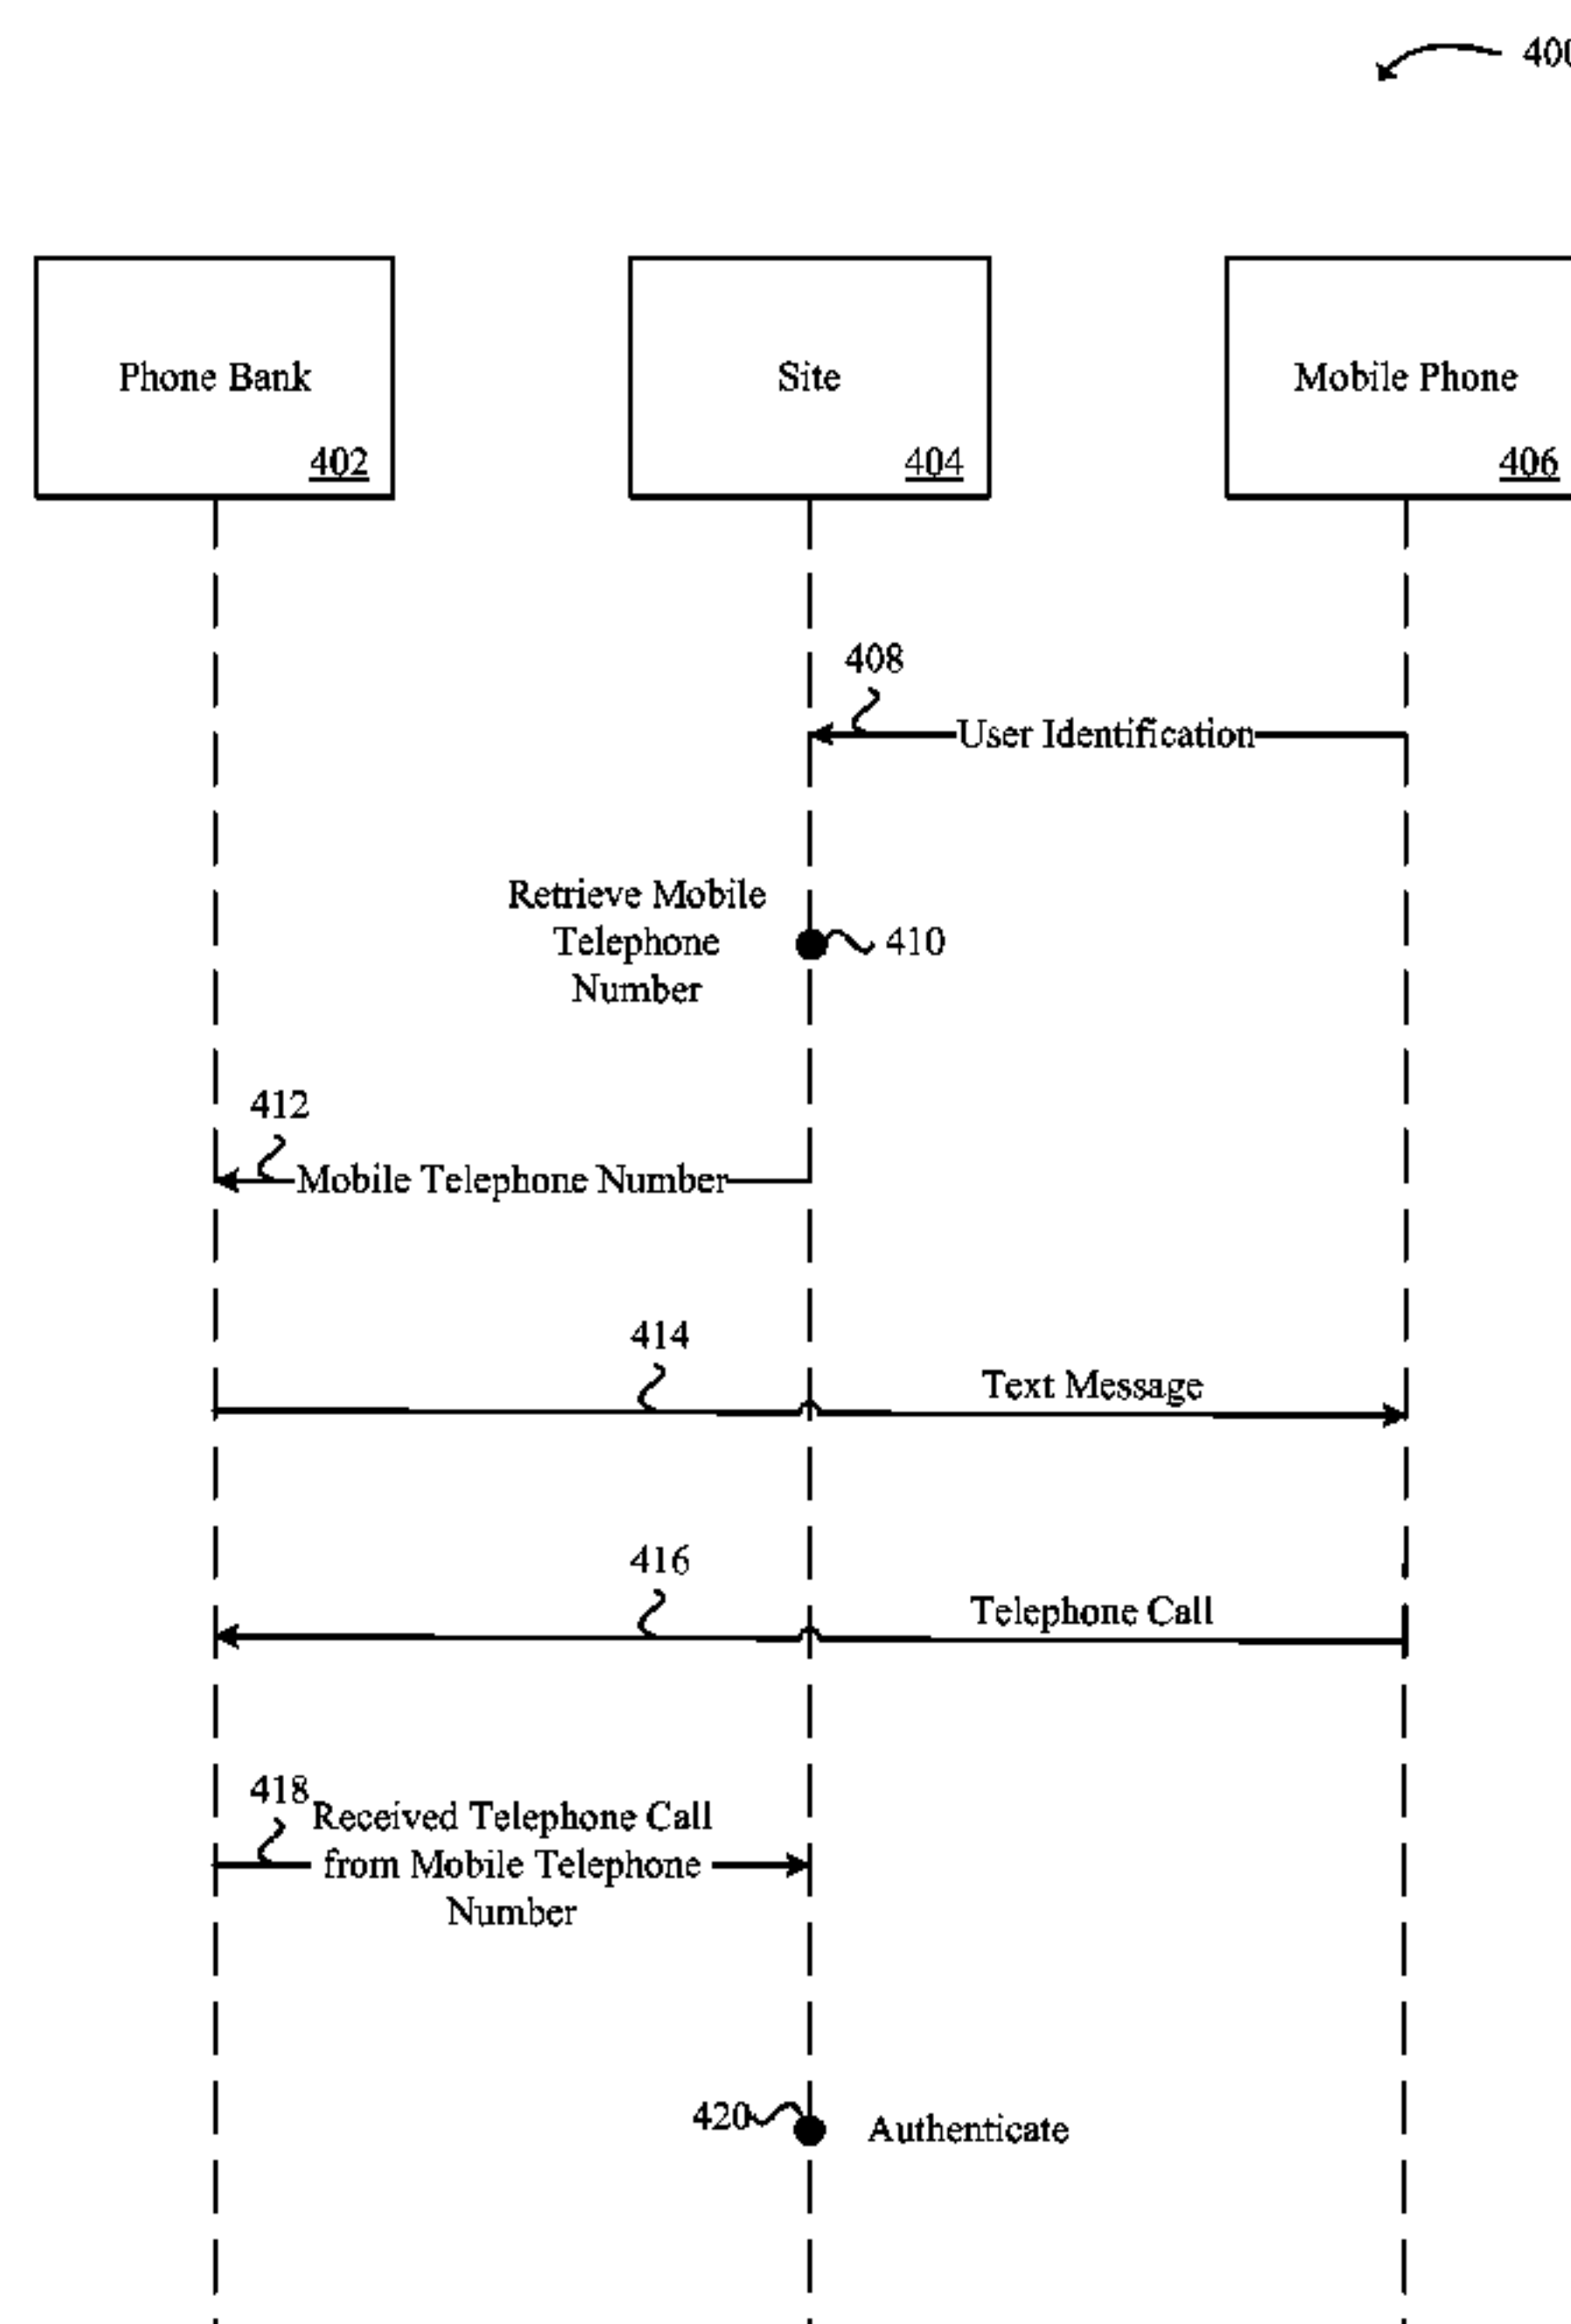 400
Phone Bank
402
Site
404
Mobile Phone
406
408
User Identification
Retrieve Mobile
Telephone
Number
410
412
Mobile Telephone Number
414
Text Message
416
Telephone Call
418
Received Telephone Call
from Mobile Telephone
Number
420
Authenticate